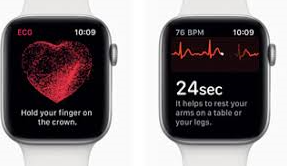 ECG 10:09
Hold your finger on
the crown.
76 BPM 10:09
24sec
It helps to rest your
arms on a table or
your legs.